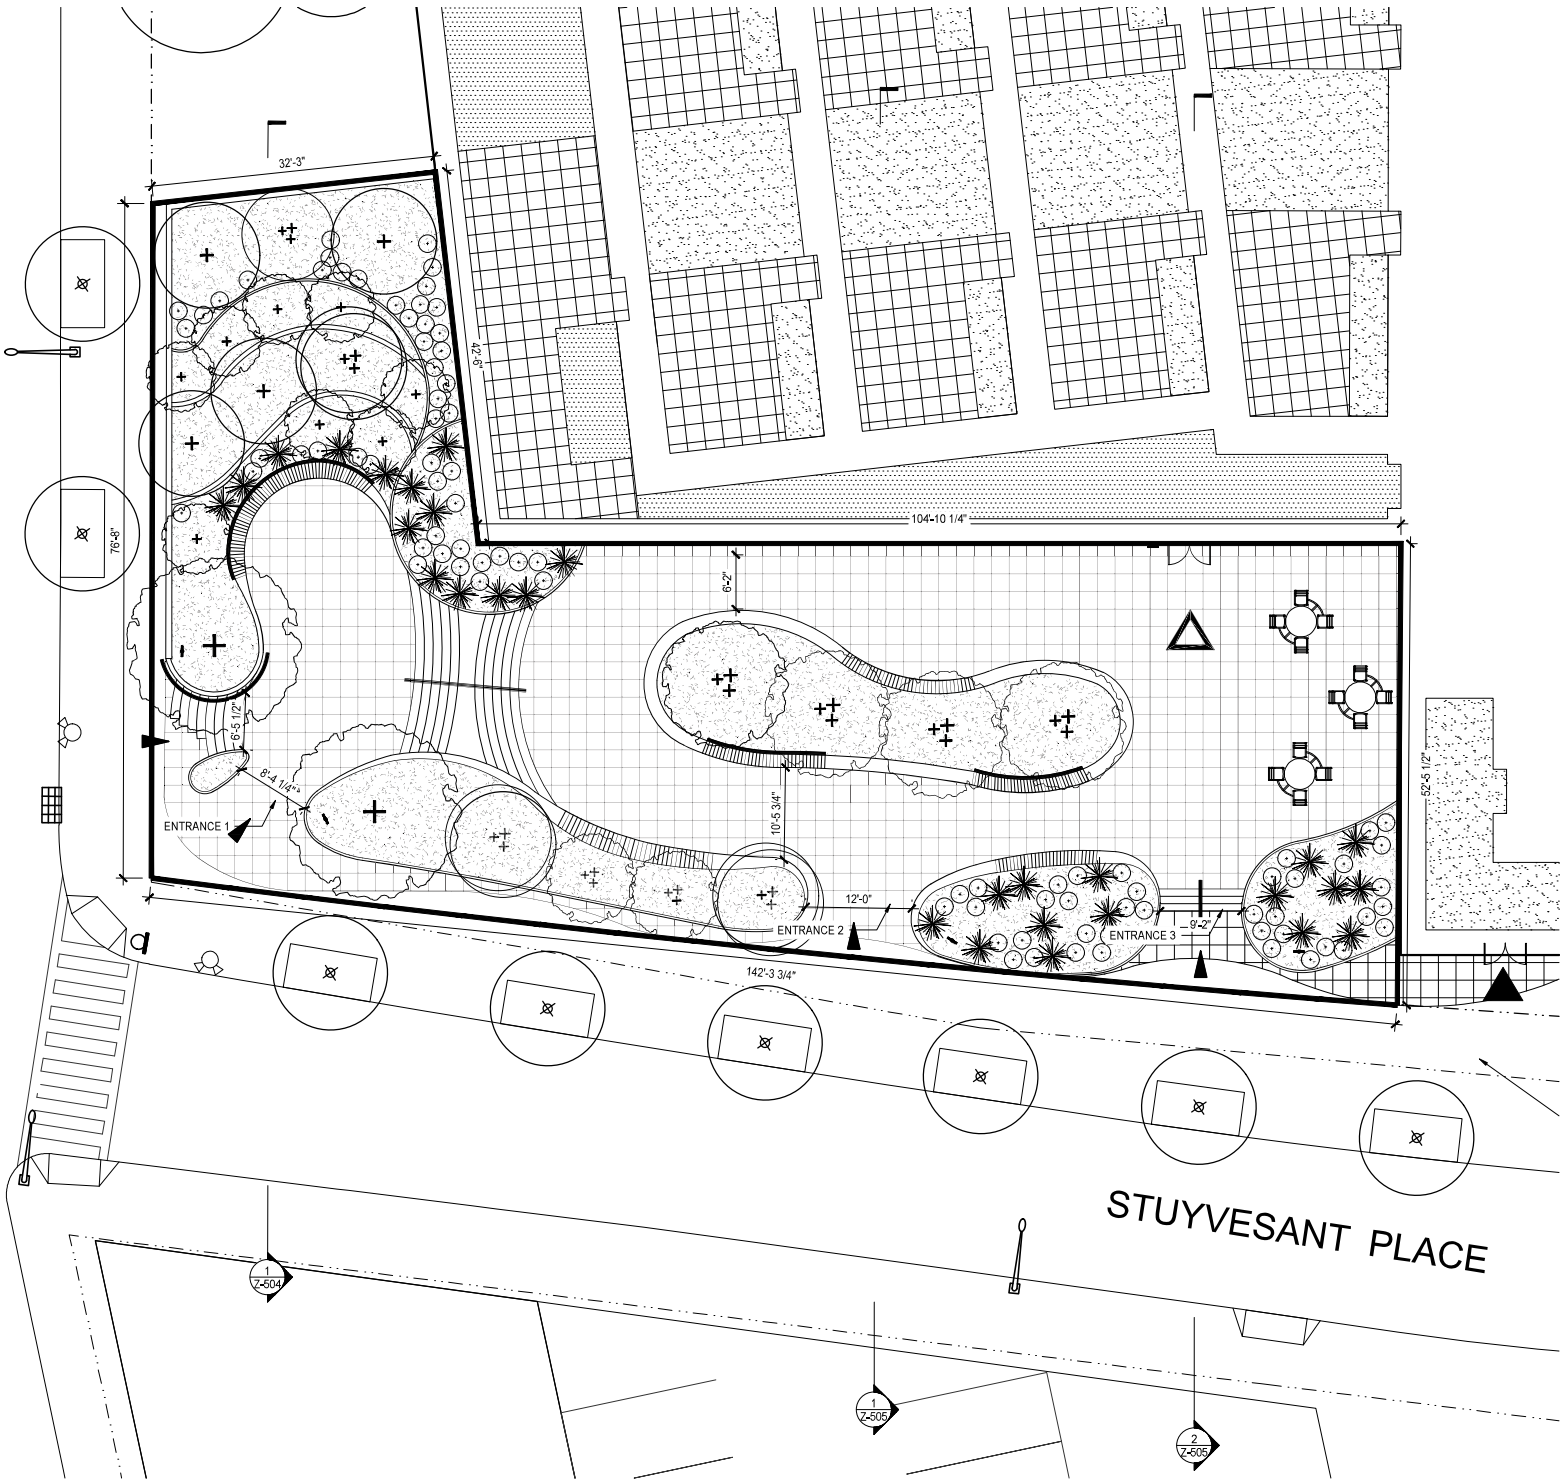 32'-3"
42'-6"
76'-8"
104'-10 1/4"
6'-2"
6'-5 1/2"
8'-4 1/4"
ENTRANCE 1
10'-5 3/4"
52'-5 1/2"
12'-0"
ENTRANCE 2
9'-2"
ENTRANCE 3
142'-3 3/4"
STUYVESANT PLACE
1
Z-504
1
Z-505
2
Z-505